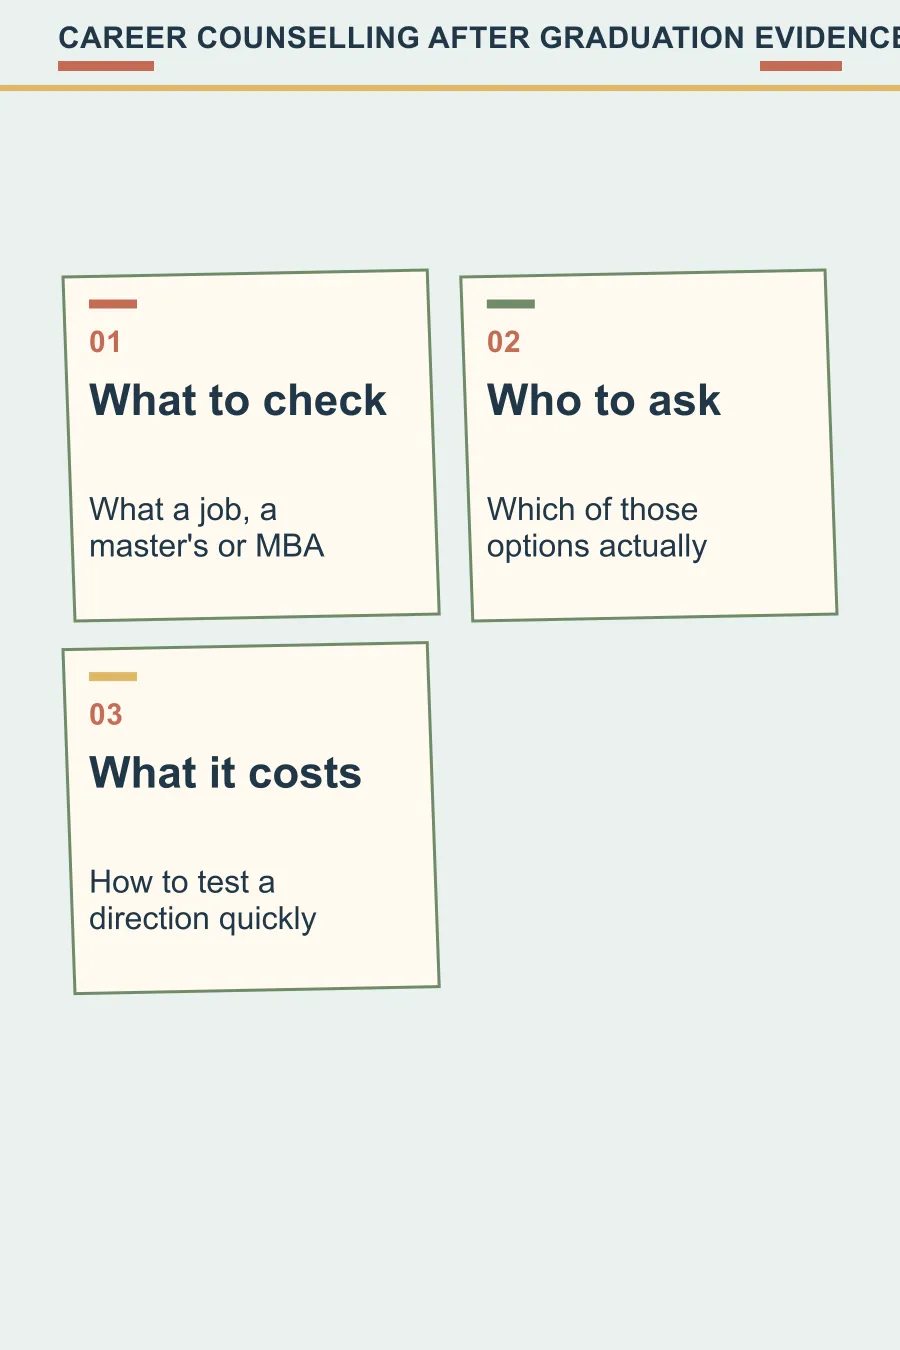 CAREER COUNSELLING AFTER GRADUATION EVIDENCE
01
What to check
What a job, a
master's or MBA
02
Who to ask
Which of those
options actually
03
What it costs
How to test a
direction quickly